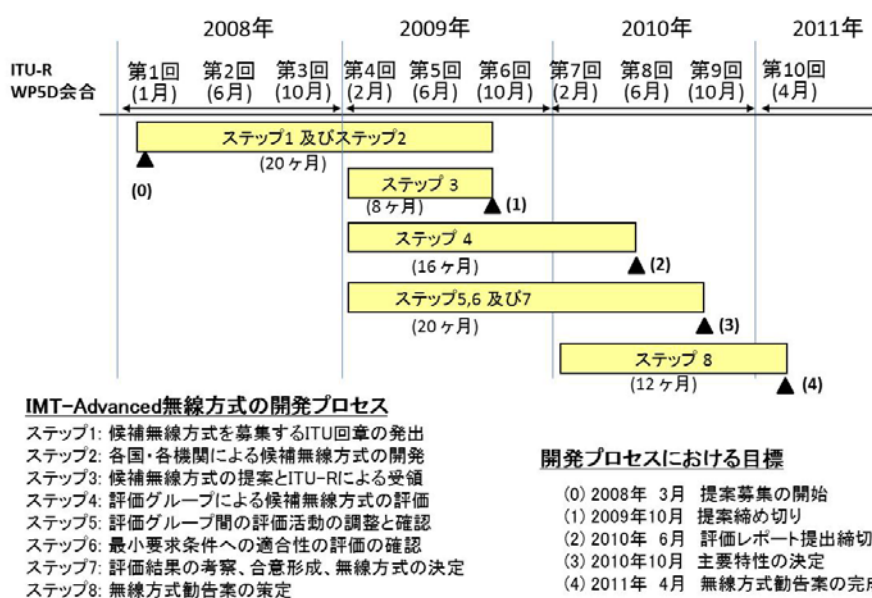 2008年 2009年 2010年 2011年
ITU-R WP5D会合
第1回 (1月) 第2回 (6月) 第3回 (10月) 第4回 (2月) 第5回 (6月) 第6回 (10月) 第7回 (2月) 第8回 (6月) 第9回 (10月) 第10回 (4月)
ステップ1 及びステップ2
(20ヶ月)
(0)
ステップ 3
(8ヶ月)
(1)
ステップ 4
(16ヶ月)
(2)
ステップ5,6 及び7
(20ヶ月)
(3)
ステップ 8
(12ヶ月)
(4)
IMT-Advanced無線方式の開発プロセス
ステップ1: 候補無線方式を募集するITU回章の発出
ステップ2: 各国・各機関による候補無線方式の開発
ステップ3: 候補無線方式の提案とITU-Rによる受領
ステップ4: 評価グループによる候補無線方式の評価
ステップ5: 評価グループ間の評価活動の調整と確認
ステップ6: 最小要求条件への適合性の評価の確認
ステップ7: 評価結果の考察、合意形成、無線方式の決定
ステップ8: 無線方式勧告案の策定
開発プロセスにおける目標
(0) 2008年 3月 提案募集の開始
(1) 2009年10月 提案締め切り
(2) 2010年 6月 評価レポート提出締切
(3) 2010年10月 主要特性の決定
(4) 2011年 4月 無線方式勧告案の完成